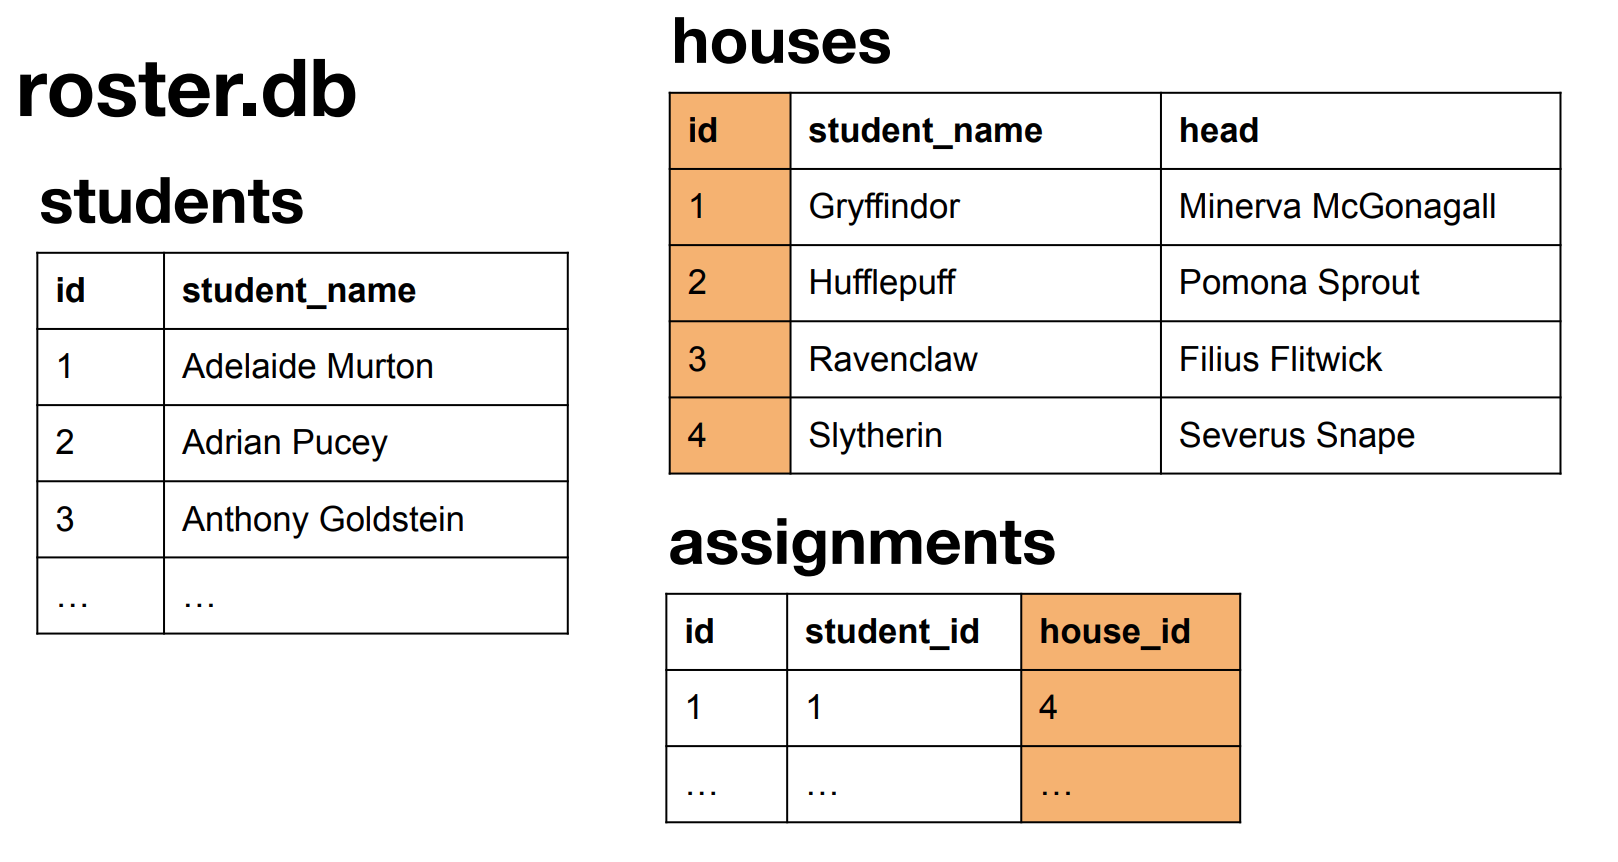 roster.db
students
id student_name
1 Adelaide Murton
2 Adrian Pucey
3 Anthony Goldstein
… …
houses
id student_name head
1 Gryffindor Minerva McGonagall
2 Hufflepuff Pomona Sprout
3 Ravenclaw Filius Flitwick
4 Slytherin Severus Snape
assignments
id student_id house_id
1 1 4
… … …